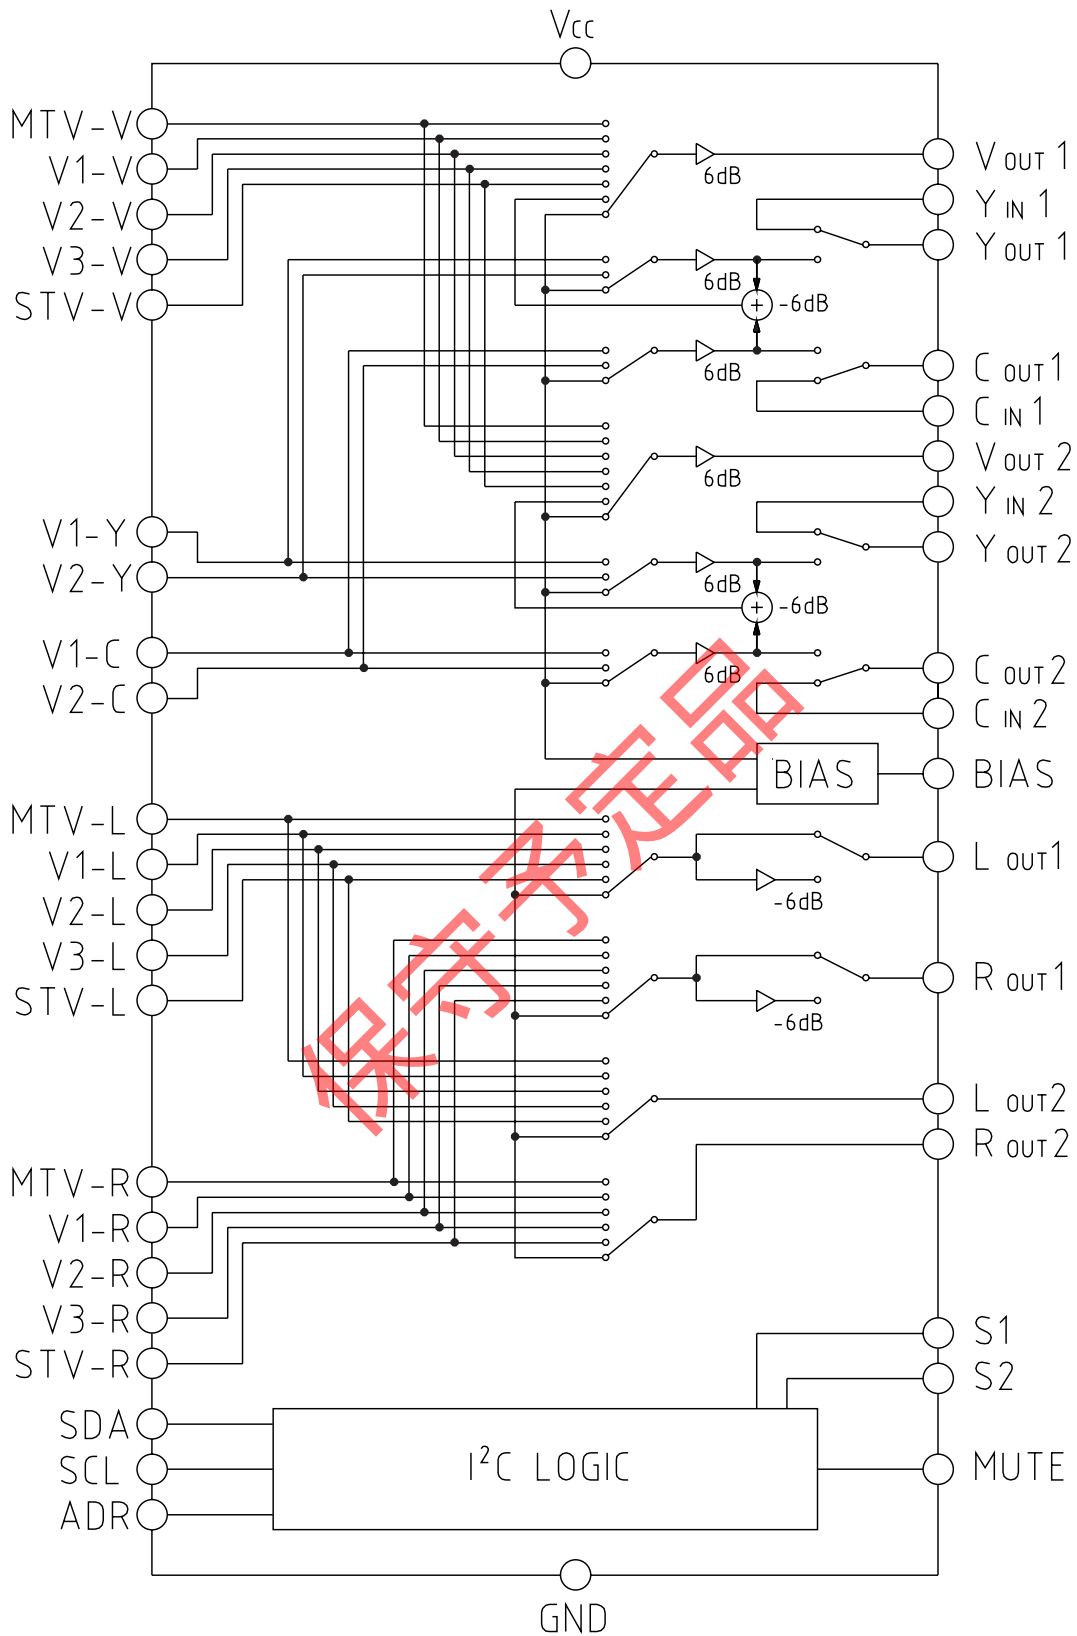 Vcc
MTV-V
V1-V
V2-V
V3-V
STV-V
V1-Y
V2-Y
V1-C
V2-C
MTV-L
V1-L
V2-L
V3-L
STV-L
MTV-R
V1-R
V2-R
V3-R
STV-R
SDA
SCL
ADR
6dB
6dB
-6dB
6dB
6dB
6dB
-6dB
6dB
BIAS
-6dB
-6dB
I²C LOGIC
保守予定品
V OUT 1
Y IN 1
Y OUT 1
C OUT 1
C IN 1
V OUT 2
Y IN 2
Y OUT 2
C OUT 2
C IN 2
BIAS
L OUT1
R OUT1
L OUT2
R OUT2
S1
S2
MUTE
GND